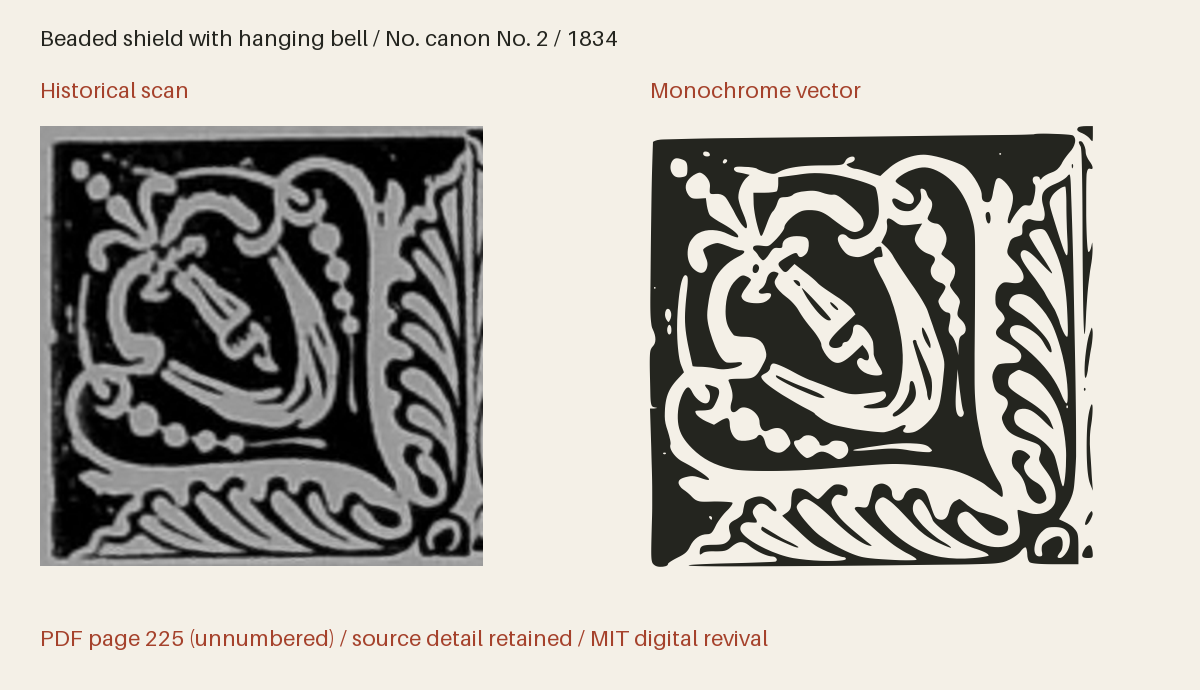 Beaded shield with hanging bell / No. canon No. 2 / 1834
Historical scan
Monochrome vector
PDF page 225 (unnumbered) / source detail retained / MIT digital revival